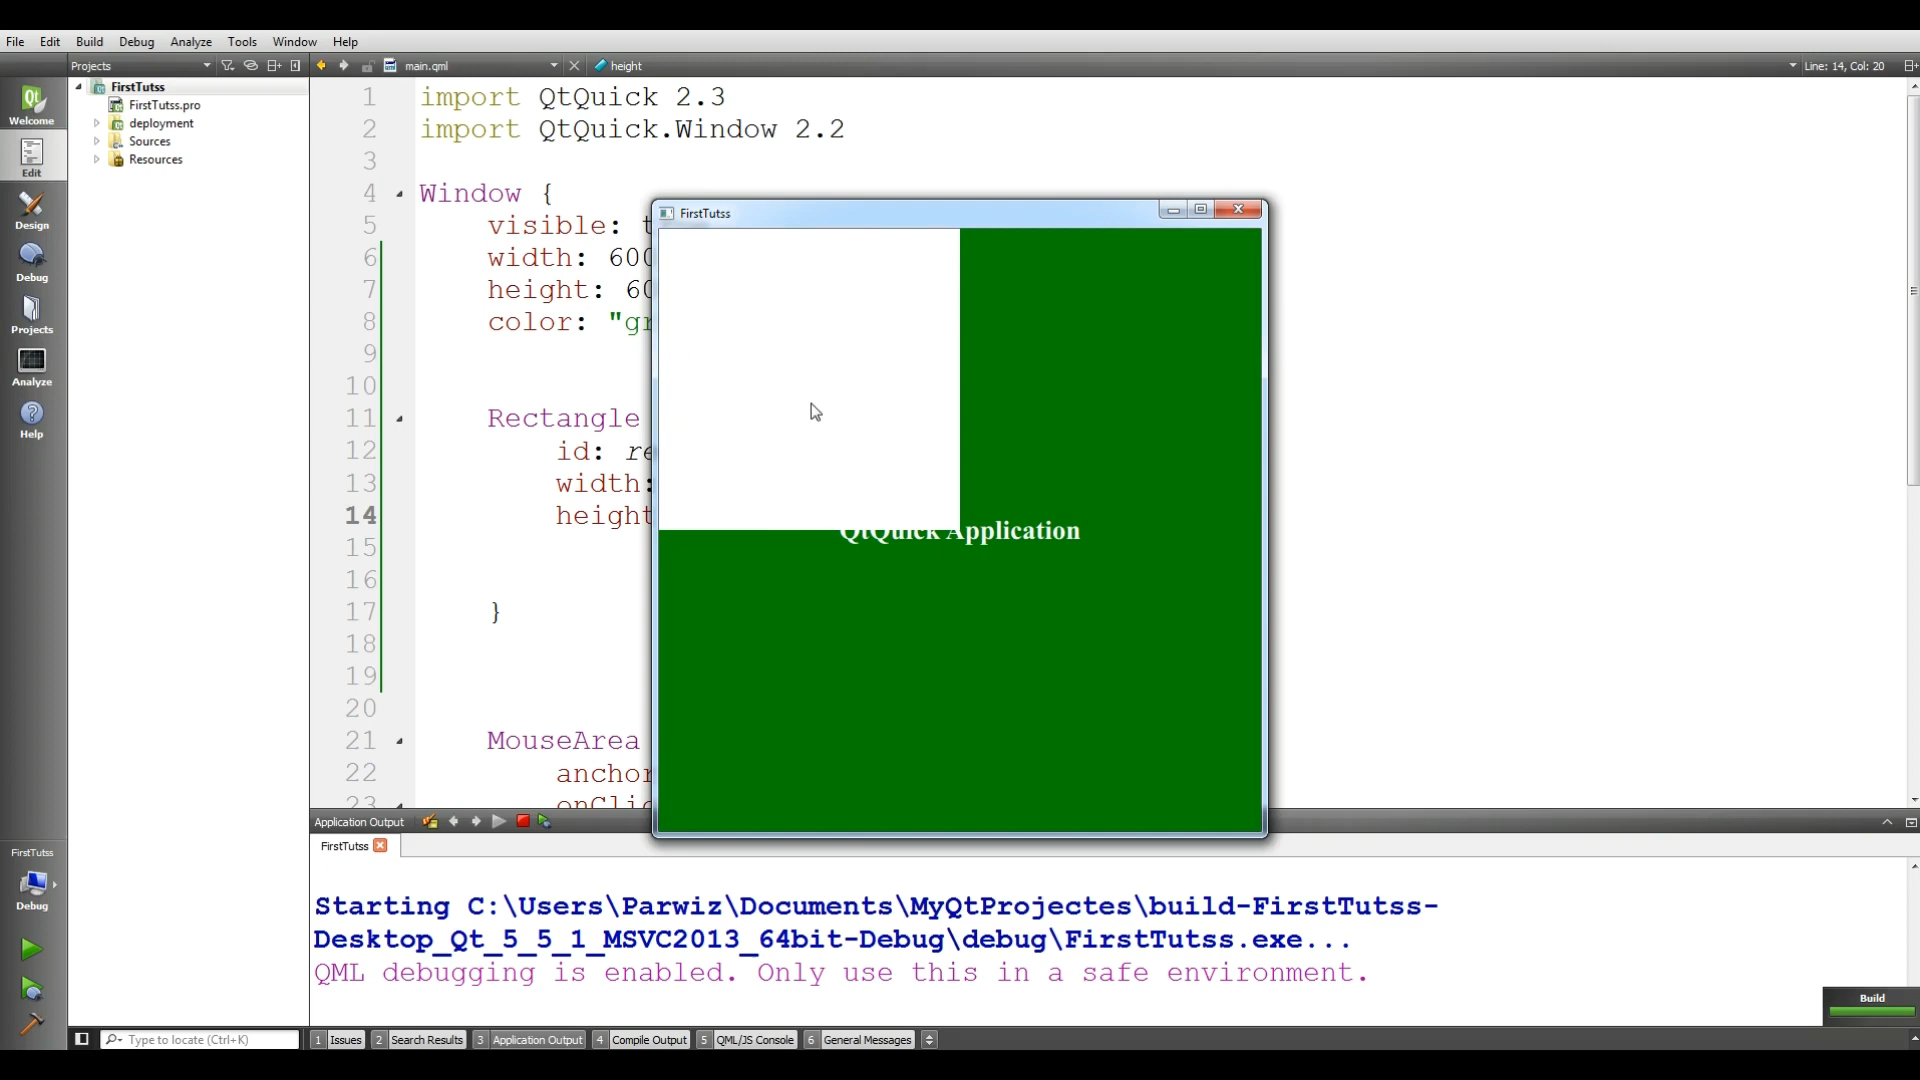 File Edit Build Debug Analyze Tools Window Help
Projects
main.qml
height
Line: 14, Col: 20
Welcome
Edit
Design
Debug
Projects
Analyze
Help
FirstTutss
FirstTutss.pro
deployment
Sources
Resources
1 import QtQuick 2.3
2 import QtQuick.Window 2.2
3
4 Window {
5 visible: t
6 width: 600
7 height: 60
8 color: "gr
9
10
11 Rectangle
12 id: re
13 width:
14 height
15
16
17 }
18
19
20
21 MouseArea
22 anchor
23 onClic
FirstTutss
QtQuick Application
Application Output
FirstTutss
Starting C:\Users\Parwiz\Documents\MyQtProjectes\build-FirstTutss-
Desktop_Qt_5_5_1_MSVC2013_64bit-Debug\debug\FirstTutss.exe...
QML debugging is enabled. Only use this in a safe environment.
FirstTutss
Debug
Build
Type to locate (Ctrl+K)
1 Issues 2 Search Results 3 Application Output 4 Compile Output 5 QML/JS Console 6 General Messages